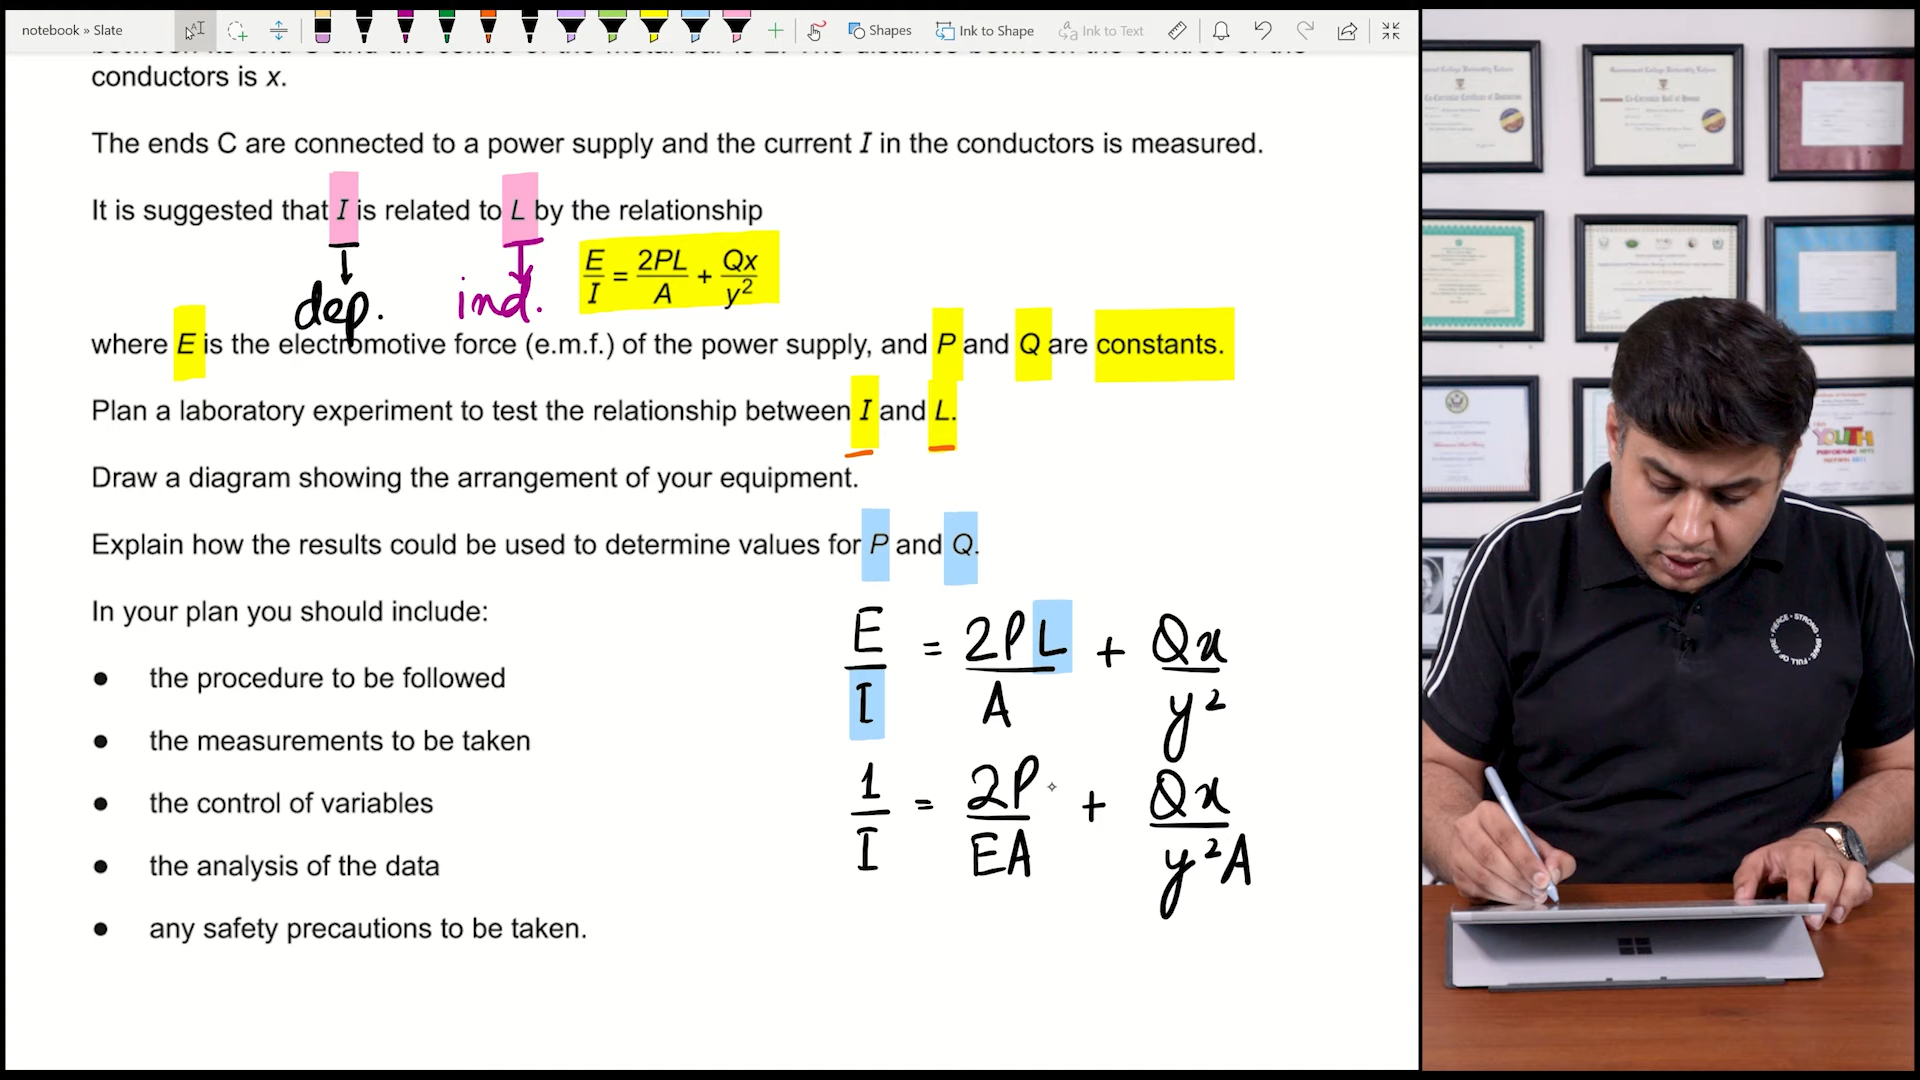 notebook » Slate
Shapes
Ink to Shape
Ink to Text
conductors is x.
The ends C are connected to a power supply and the current I in the conductors is measured.
It is suggested that I is related to L by the relationship
E/I = 2PL/A + Qx/y²
dep.
ind.
where E is the electromotive force (e.m.f.) of the power supply, and P and Q are constants.
Plan a laboratory experiment to test the relationship between I and L.
Draw a diagram showing the arrangement of your equipment.
Explain how the results could be used to determine values for P and Q.
In your plan you should include:
● the procedure to be followed
● the measurements to be taken
● the control of variables
● the analysis of the data
● any safety precautions to be taken.
E/I = 2PL/A + Qx/y²
1/I = 2P/EA + Qx/y²A
YOUTH